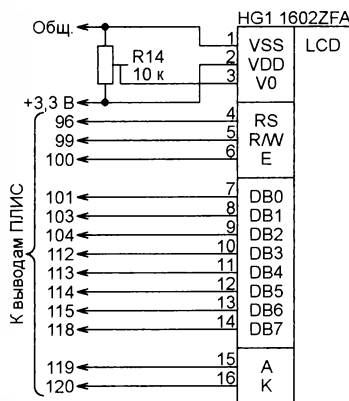 HG1 1602ZFA
Общ. 1 VSS LCD
R14 2 VDD
10 к 3 V0
+3,3 В
96 4 RS
99 5 R/W
100 6 E
101 7 DB0
103 8 DB1
104 9 DB2
112 10 DB3
113 11 DB4
114 12 DB5
115 13 DB6
118 14 DB7
119 15 A
120 16 K
К выводам ПЛИС